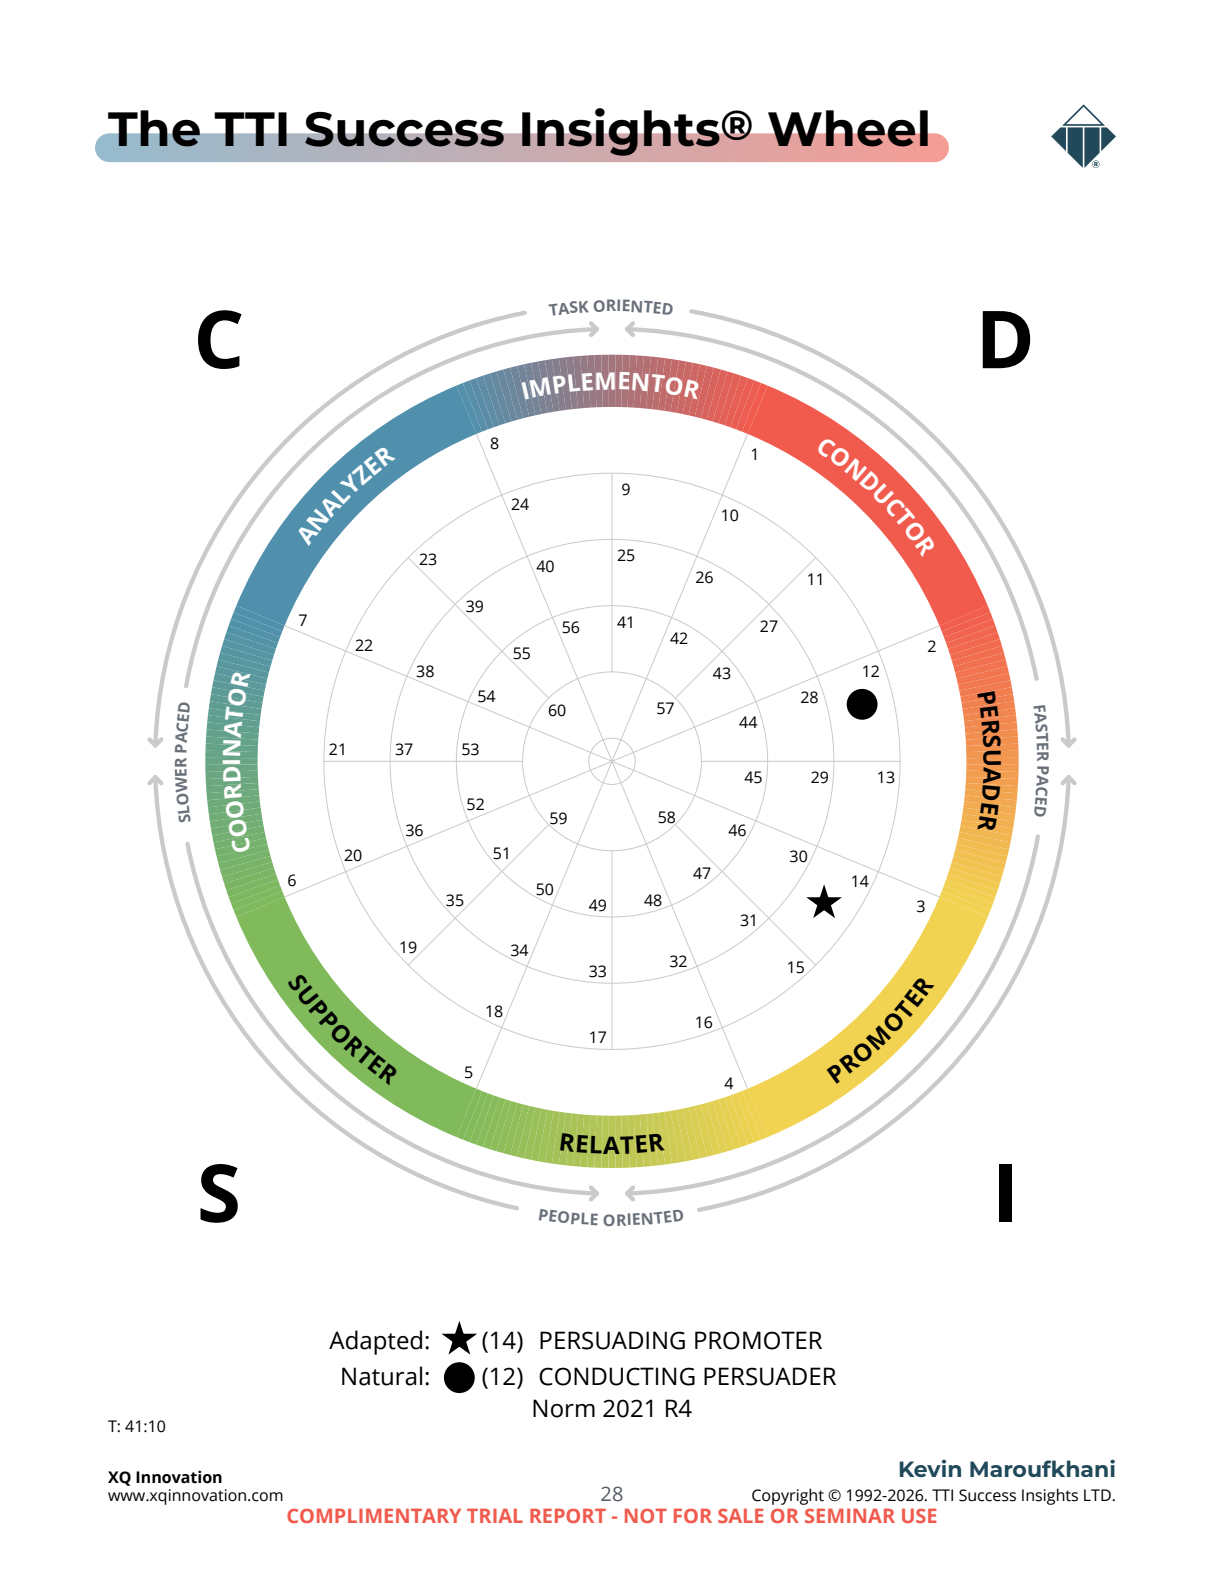 The TTI Success Insights® Wheel
®
C
D
TASK ORIENTED
IMPLEMENTOR
ANALYZER
CONDUCTOR
8
1
24
9
10
23
40
25
26
11
39
56
41
42
27
7
22
55
43
2
38
54
60
57
44
28
12
COORDINATOR
PERSUADER
SLOWER PACED
FASTER PACED
21
37
53
45
29
13
52
59
58
46
36
20
51
47
30
14
6
35
50
49
48
31
3
19
34
33
32
15
18
17
16
5
4
SUPPORTER
PROMOTER
RELATER
S
I
PEOPLE ORIENTED
Adapted: (14) PERSUADING PROMOTER
Natural: (12) CONDUCTING PERSUADER
Norm 2021 R4
T: 41:10
Kevin Maroufkhani
XQ Innovation
www.xqinnovation.com
28
Copyright © 1992-2026. TTI Success Insights LTD.
COMPLIMENTARY TRIAL REPORT - NOT FOR SALE OR SEMINAR USE